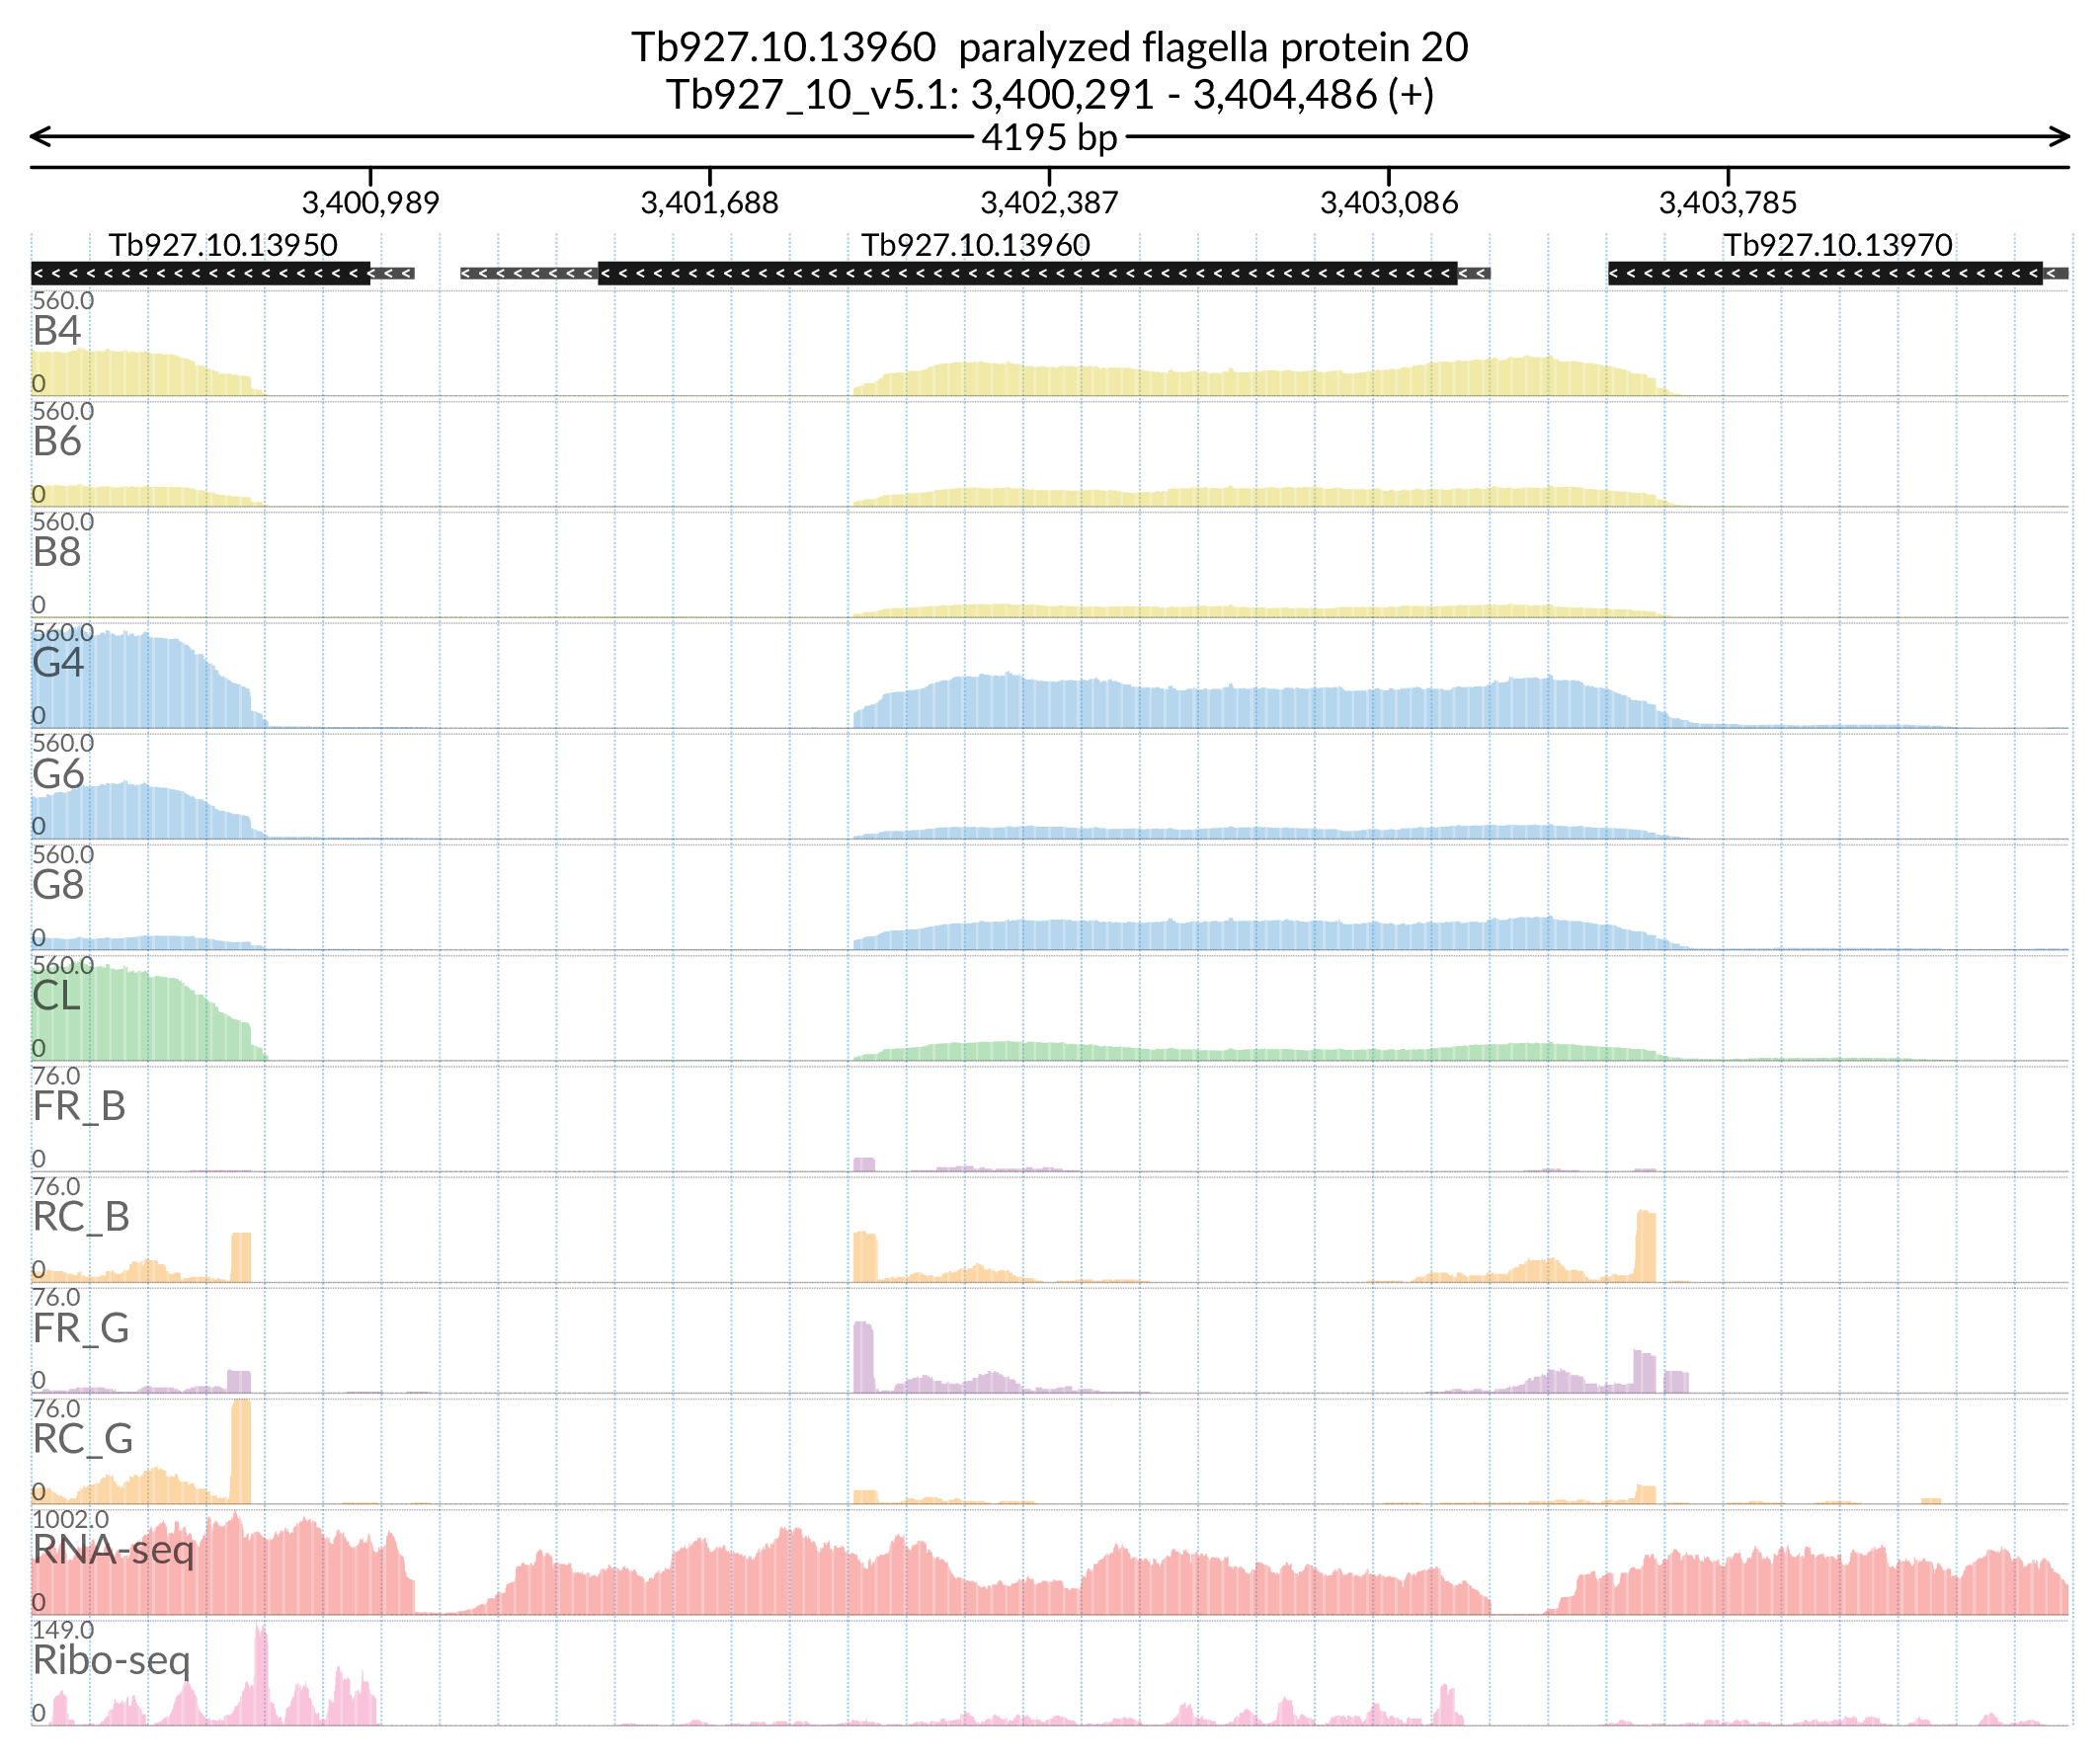 Tb927.10.13960  paralyzed flagella protein 20
Tb927_10_v5.1: 3,400,291 - 3,404,486 (+)
4195 bp
3,400,989 3,401,688 3,402,387 3,403,086 3,403,785
Tb927.10.13950 Tb927.10.13960 Tb927.10.13970
560.0
B4
0
560.0
B6
0
560.0
B8
0
560.0
G4
0
560.0
G6
0
560.0
G8
0
560.0
CL
0
76.0
FR_B
0
76.0
RC_B
0
76.0
FR_G
0
76.0
RC_G
0
1002.0
RNA-seq
0
149.0
Ribo-seq
0